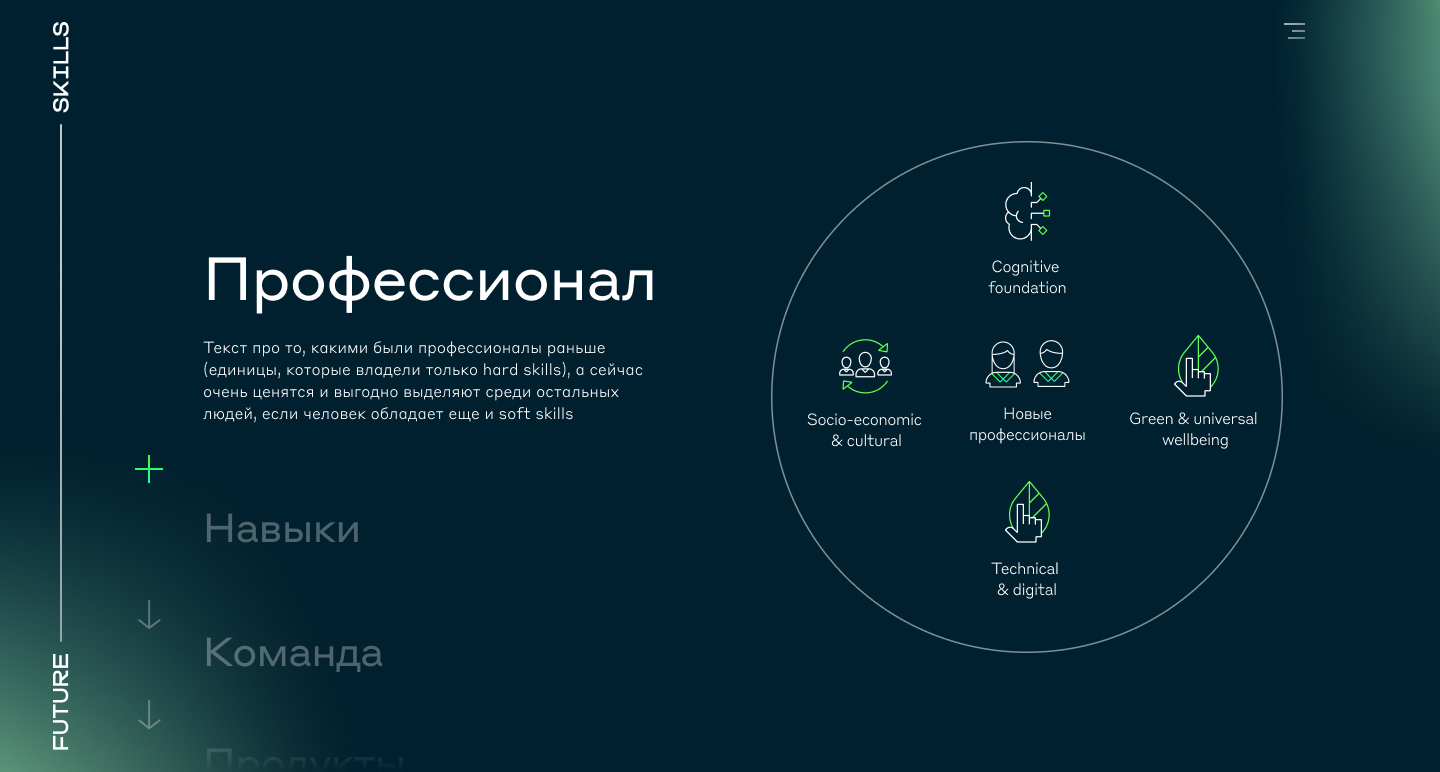 SKILLS
FUTURE
Профессионал
Текст про то, какими были профессионалы раньше
(единицы, которые владели только hard skills), а сейчас
очень ценятся и выгодно выделяют среди остальных
людей, если человек обладает еще и soft skills
Навыки
Команда
Продукты
Cognitive
foundation
Socio-economic
& cultural
Новые
профессионалы
Green & universal
wellbeing
Technical
& digital